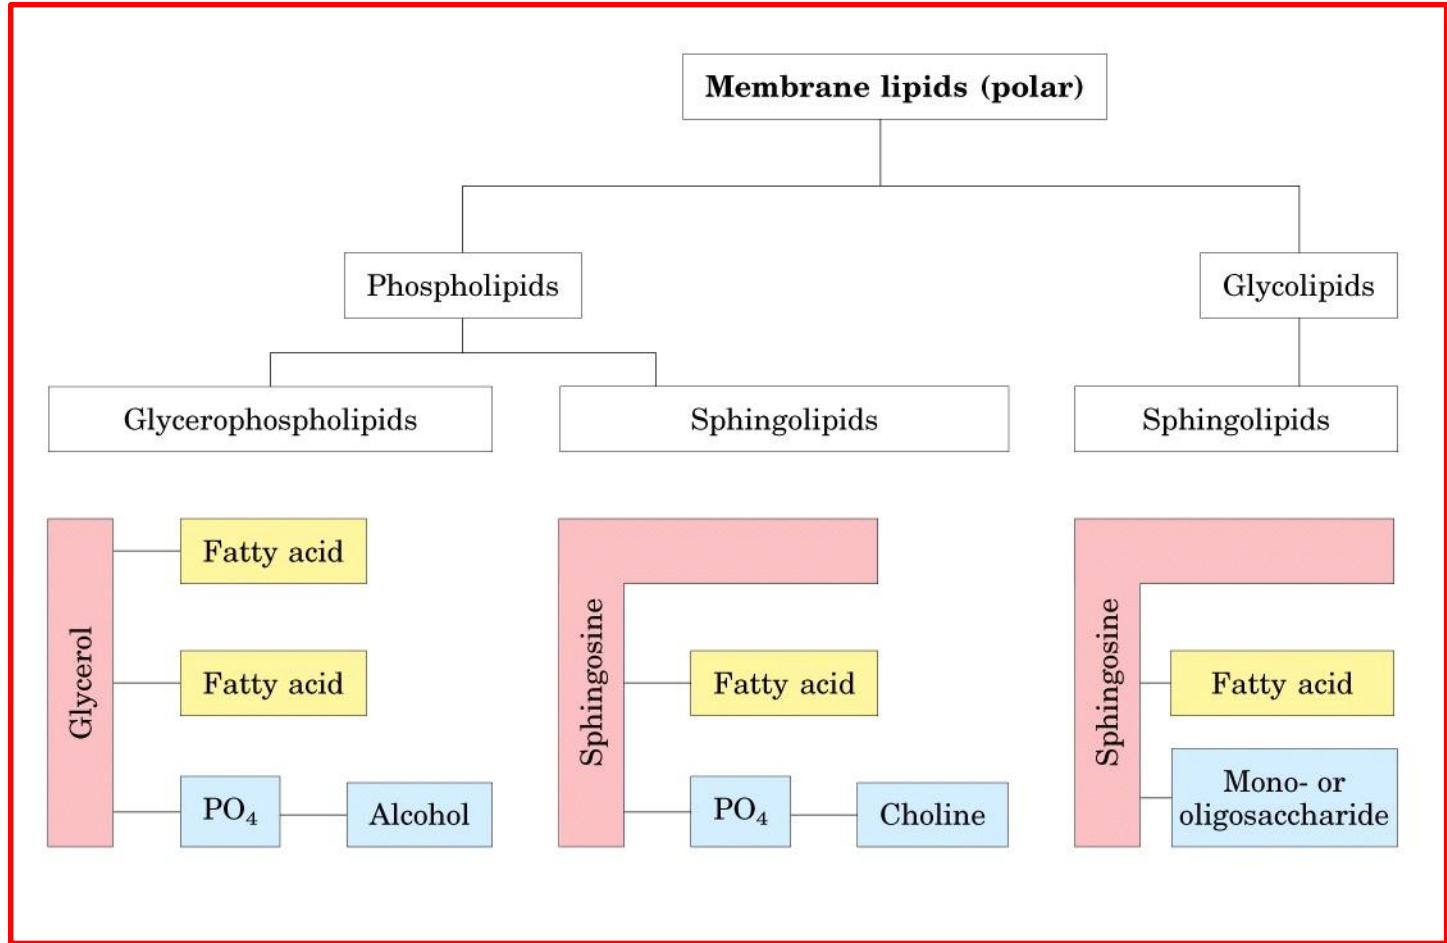 Membrane lipids (polar)
Phospholipids
Glycolipids
Glycerophospholipids
Sphingolipids
Sphingolipids
Glycerol
Fatty acid
Fatty acid
PO₄
Alcohol
Sphingosine
Fatty acid
PO₄
Choline
Sphingosine
Fatty acid
Mono- or
oligosaccharide